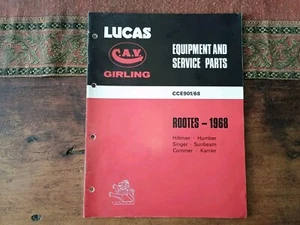 LUCAS
C.A.V.
GIRLING
EQUIPMENT AND
SERVICE PARTS
CCE901/68
ROOTES - 1968
Hillman · Humber
Singer · Sunbeam
Commer · Karrier